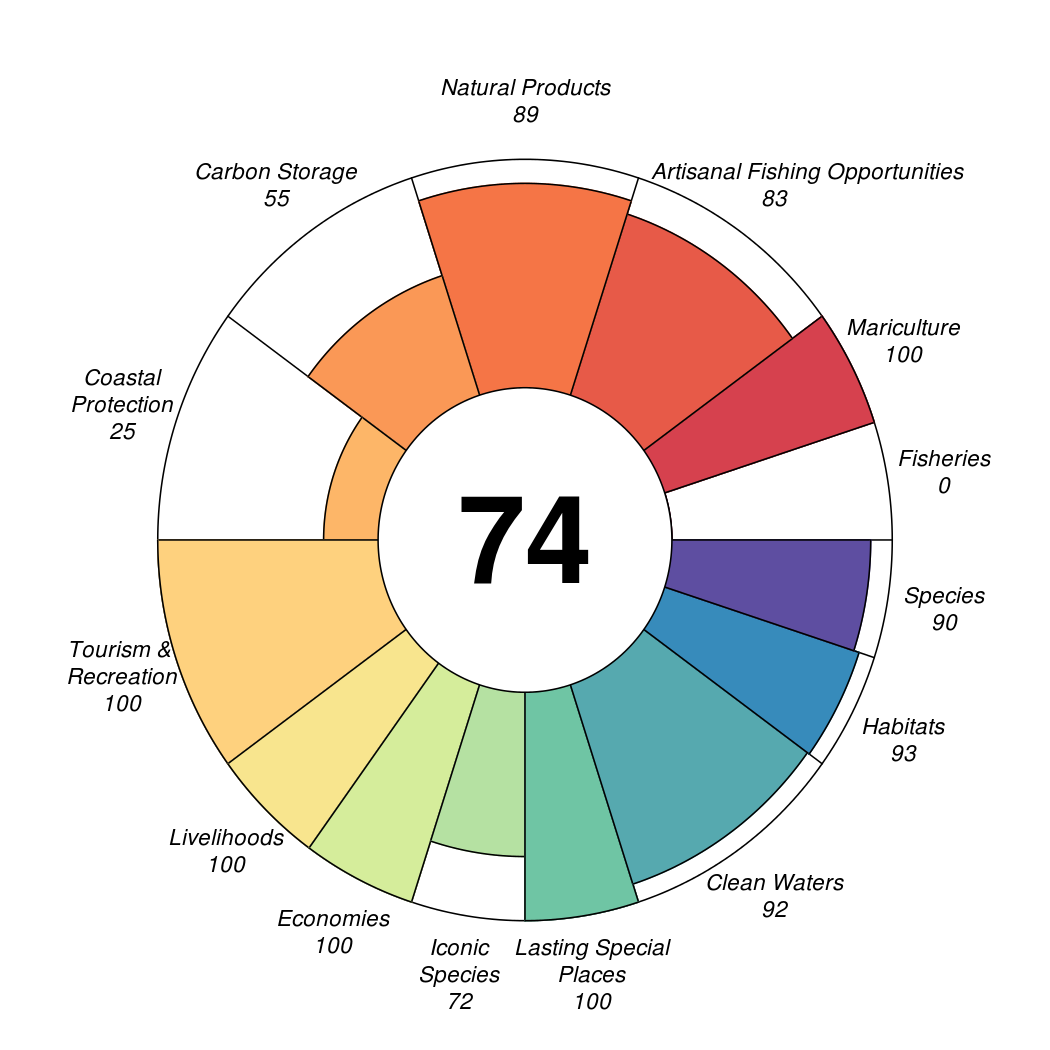 Natural Products
89
Carbon Storage
55
Artisanal Fishing Opportunities
83
Mariculture
100
Coastal
Protection
25
Fisheries
0
74
Species
90
Tourism &
Recreation
100
Habitats
93
Livelihoods
100
Clean Waters
92
Economies
100
Iconic
Species
72
Lasting Special
Places
100